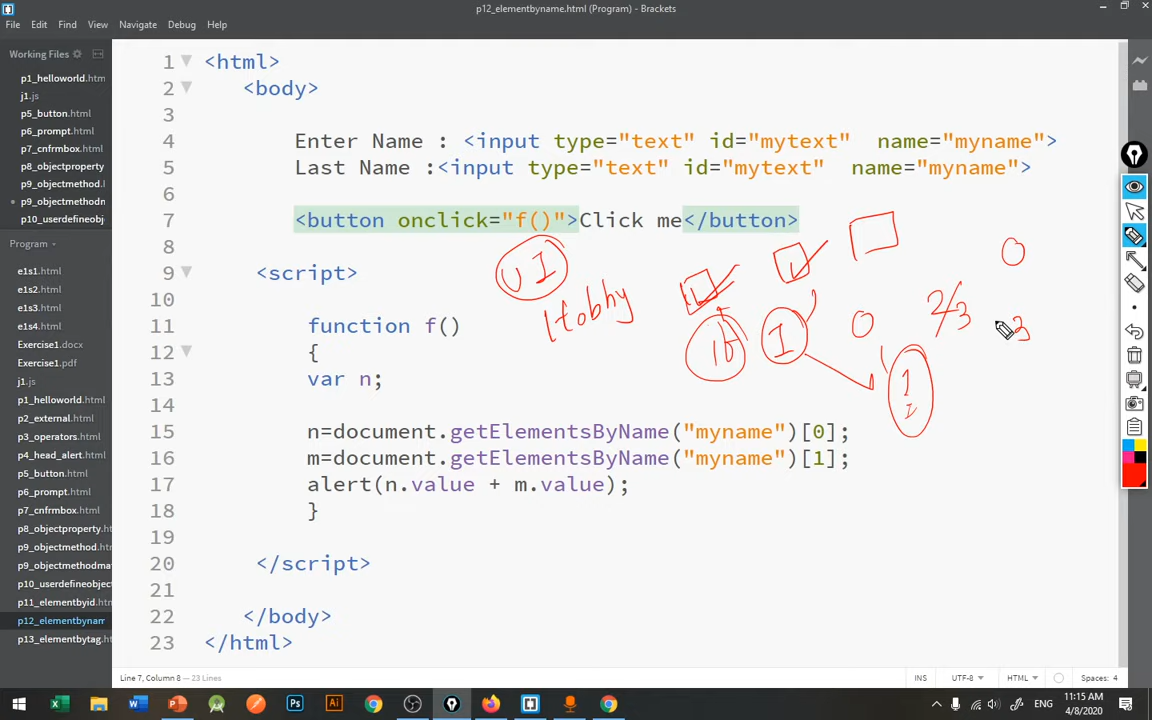 p12_elementbyname.html (Program) - Brackets
File Edit Find View Navigate Debug Help
Working Files
p1_helloworld.htm
j1.js
p5_button.html
p6_prompt.html
p7_cnfrmbox.html
p8_objectproperty
p9_objectmethod.l
p9_objectmethodn
p10_userdefineobj
Program
e1s1.html
e1s2.html
e1s3.html
e1s4.html
Exercise1.docx
Exercise1.pdf
j1.js
p1_helloworld.html
p2_external.html
p3_operators.html
p4_head_alert.html
p5_button.html
p6_prompt.html
p7_cnfrmbox.html
p8_objectproperty.html
p9_objectmethod.html
p9_objectmethodmat
p10_userdefineobject
p11_elementbyid.html
p12_elementbynam
p13_elementbytag.ht
1 <html>
2 <body>
3
4 Enter Name : <input type="text" id="mytext" name="myname">
5 Last Name :<input type="text" id="mytext" name="myname">
6
7 <button onclick="f()">Click me</button>
8
9 <script>
10
11 function f()
12 {
13 var n;
14
15 n=document.getElementsByName("myname")[0];
16 m=document.getElementsByName("myname")[1];
17 alert(n.value + m.value);
18 }
19
20 </script>
21
22 </body>
23 </html>
Hobby
2/3
3
Line 7, Column 8 — 23 Lines
INS UTF-8 HTML Spaces: 4
ENG
11:15 AM
4/8/2020